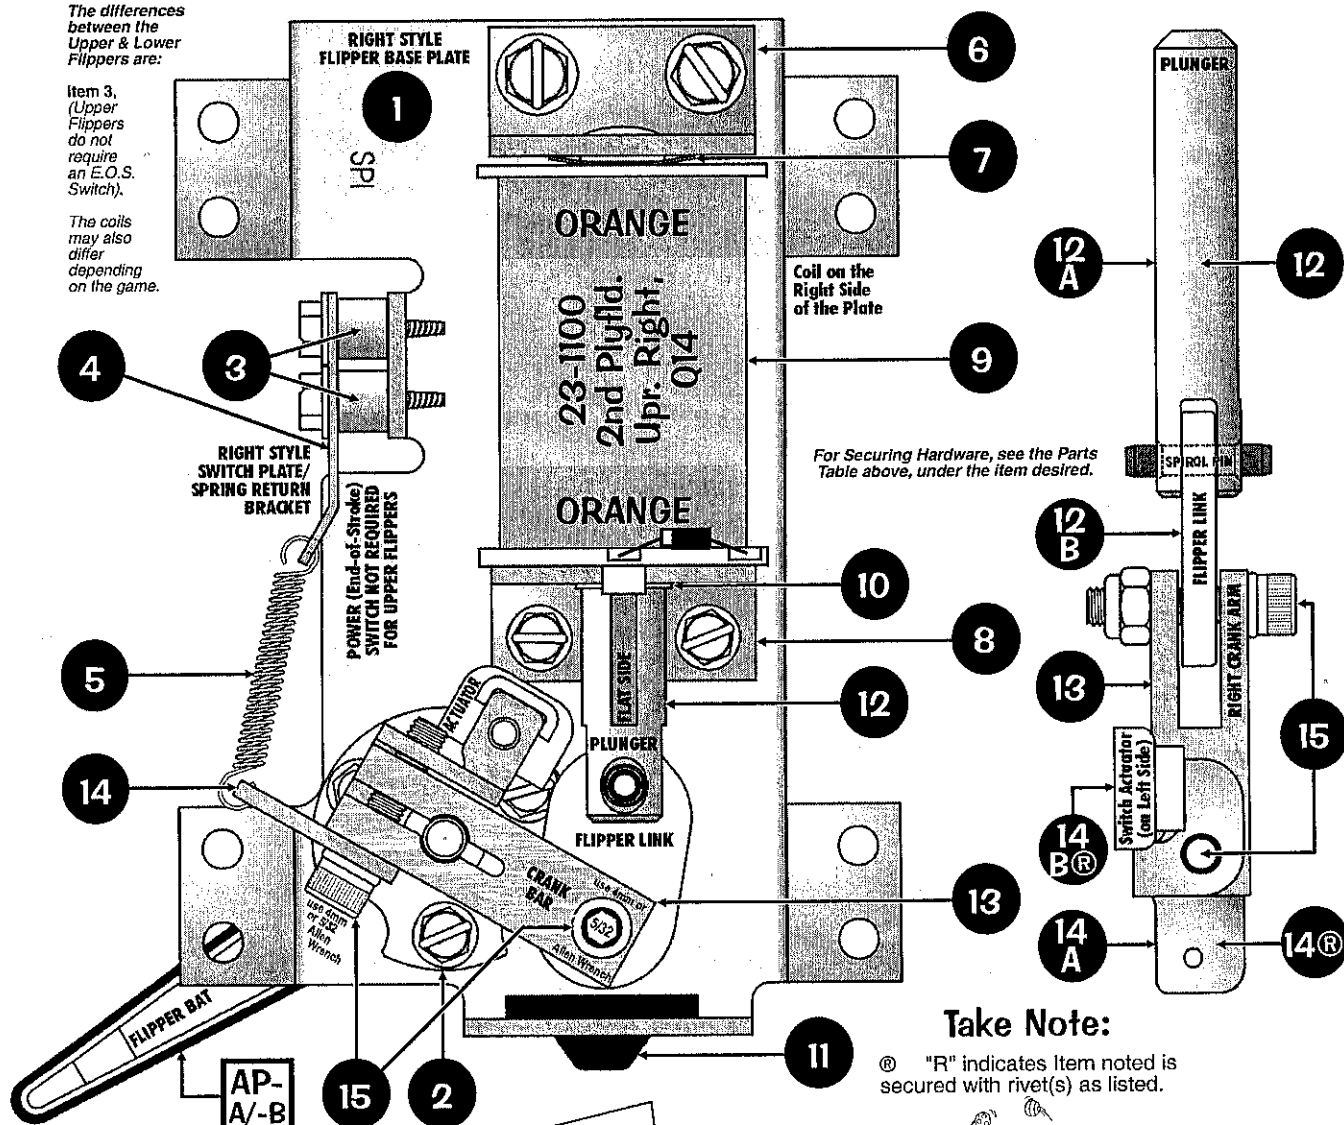 The differences
between the
Upper & Lower
Flippers are:
Item 3,
(Upper
Flippers
do not
require
an E.O.S.
Switch).
The coils
may also
differ
depending
on the game.
RIGHT STYLE
FLIPPER BASE PLATE
1
SPI
6
7
ORANGE
23-1100
2nd Plyfld.
Upr. Right,
Q14
ORANGE
Coil on the
Right Side
of the Plate
9
4
3
RIGHT STYLE
SWITCH PLATE/
SPRING RETURN
BRACKET
POWER (End-of-Stroke)
SWITCH NOT REQUIRED
FOR UPPER FLIPPERS
For Securing Hardware, see the Parts
Table above, under the item desired.
10
8
5
ACTUATOR
FLAT SIDE
12
PLUNGER
14
FLIPPER LINK
CRANK
BAR
use 4mm or
5/32
Allen Wrench
13
use 4mm
or 5/32
Allen
Wrench
FLIPPER BAT
AP-
A/-B
15
2
11
PLUNGER
12
A
12
SPIROL PIN
12
B
FLIPPER LINK
RIGHT CRANK ARM
13
15
Switch Actuator
(on Left Side)
14
B®
14
A
14®
Take Note:
® "R" indicates Item noted is
secured with rivet(s) as listed.